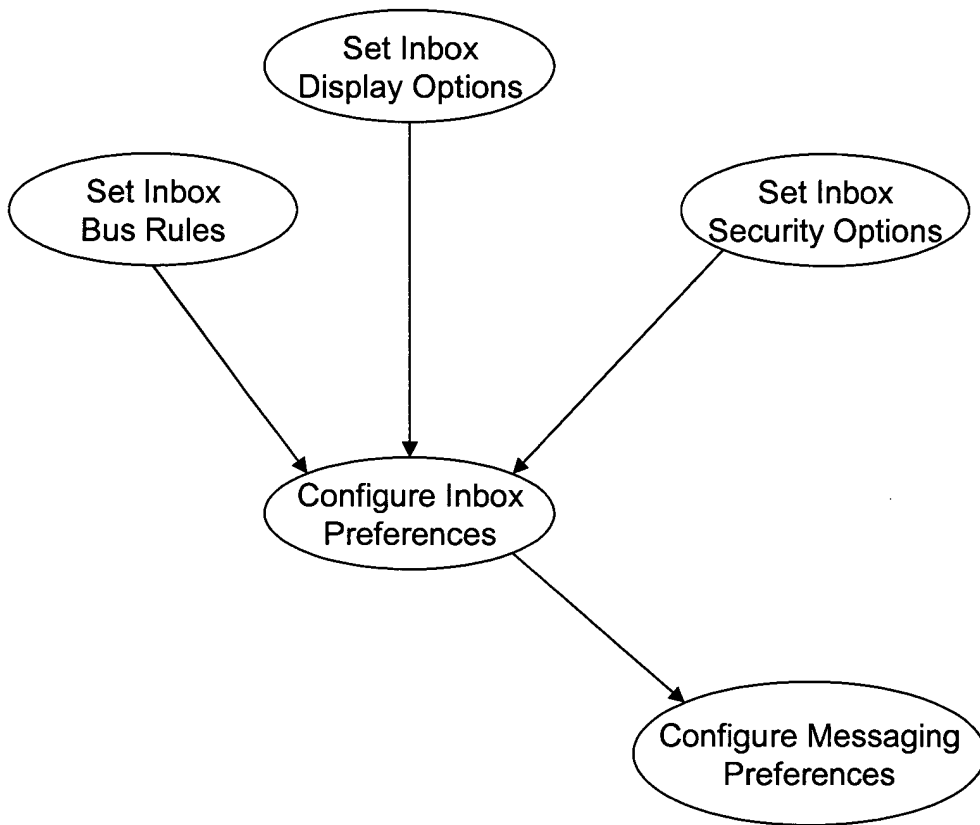 Set Inbox
Display Options
Set Inbox
Bus Rules
Set Inbox
Security Options
Configure Inbox
Preferences
Configure Messaging
Preferences